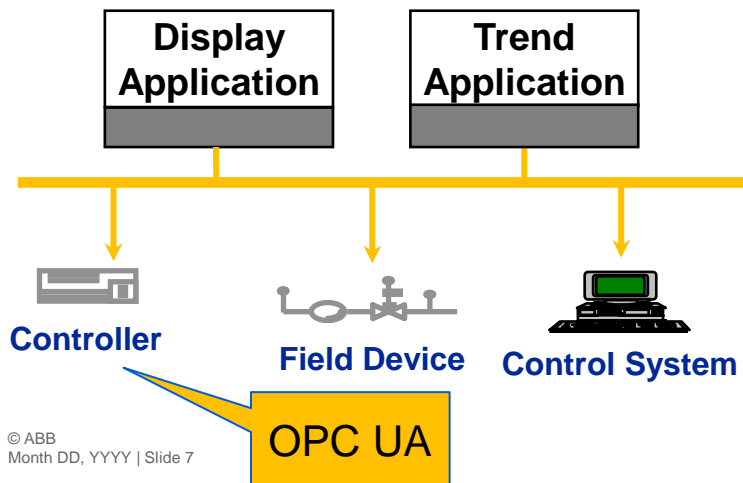 Display
Application
Trend
Application
Controller
Field Device
Control System
OPC UA
© ABB
Month DD, YYYY | Slide 7